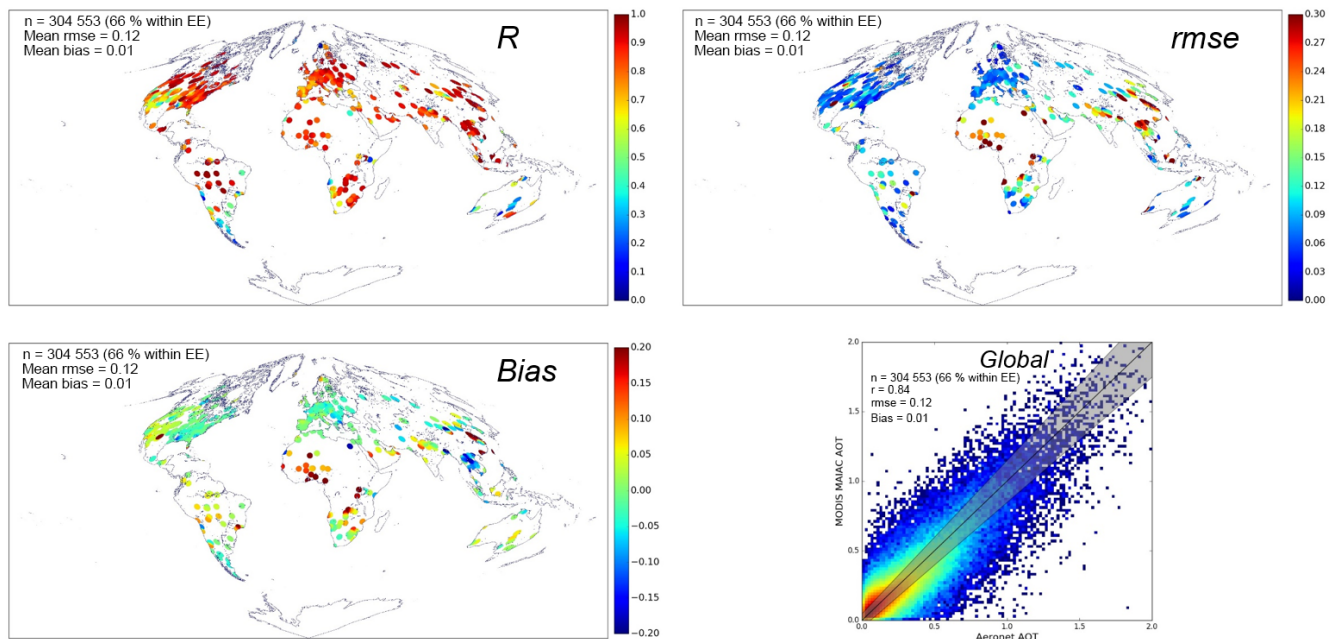 n = 304 553 (66 % within EE)
Mean rmse = 0.12
Mean bias = 0.01
R
1.0
0.9
0.8
0.7
0.6
0.5
0.4
0.3
0.2
0.1
0.0
n = 304 553 (66 % within EE)
Mean rmse = 0.12
Mean bias = 0.01
rmse
0.30
0.27
0.24
0.21
0.18
0.15
0.12
0.09
0.06
0.03
0.00
n = 304 553 (66 % within EE)
Mean rmse = 0.12
Mean bias = 0.01
Bias
0.20
0.15
0.10
0.05
0.00
−0.05
−0.10
−0.15
−0.20
Global
n = 304 553 (66 % within EE)
r = 0.84
rmse = 0.12
Bias = 0.01
MODIS MAIAC AOT
2.0
1.5
1.0
0.5
0.0
0.0 0.5 1.0 1.5 2.0
Aeronet AOT